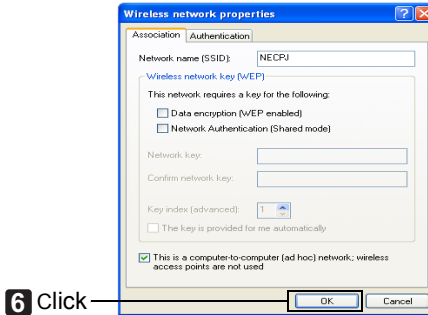 Wireless network properties
Association Authentication
Network name (SSID): NECPJ
Wireless network key (WEP)
This network requires a key for the following:
Data encryption (WEP enabled)
Network Authentication (Shared mode)
Network key:
Confirm network key:
Key index (advanced): 1
The key is provided for me automatically
This is a computer-to-computer (ad hoc) network; wireless
access points are not used
6 Click
OK Cancel